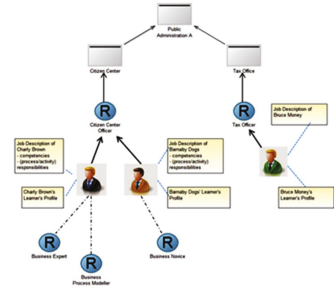 Public
Administration A
Citizen Center
Tax Office
R
R
Citizen Center
Officer
Tax Officer
Job Description of
Bruce Money
Job Description of
Charly Brown
- competencies
- (process/activity)
responsibilities
Job Description of
Barnaby Dogs
- competencies
- (process/activity)
responsibilities
Charly Brown's
Learner's Profile
Barnaby Dogs' Learner's
Profile
Bruce Money's
Learner's Profile
R
R
R
Business Expert
Business
Process Modeller
Business Novice